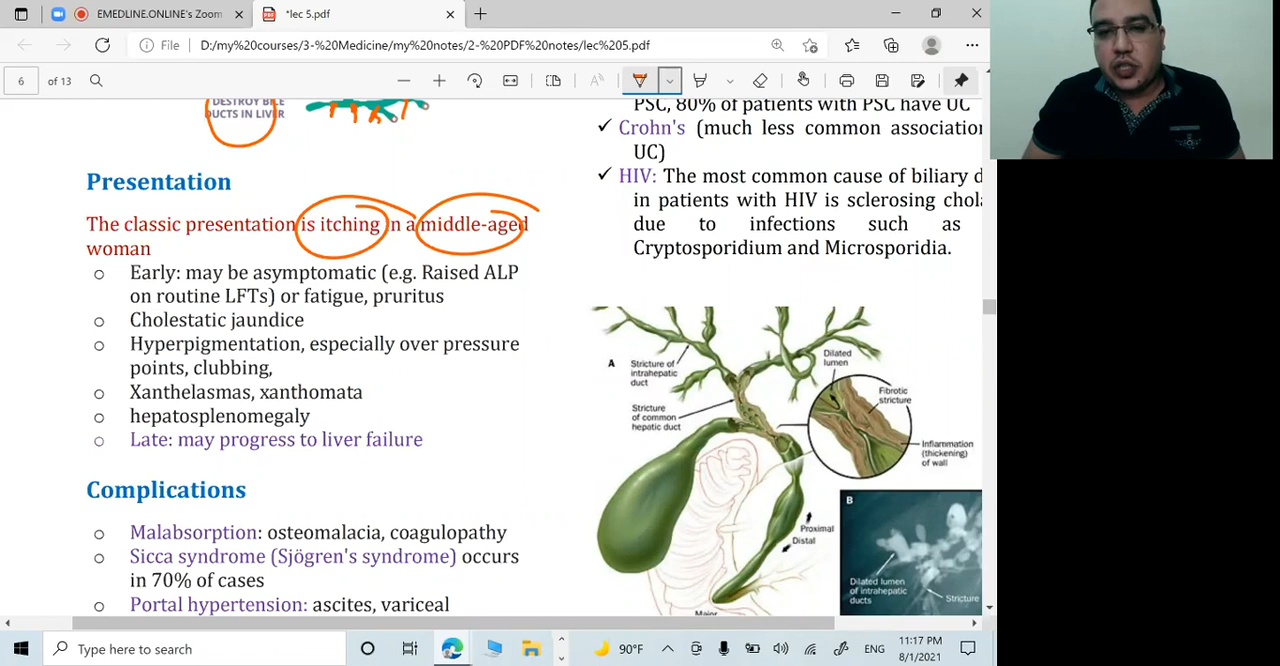 EMEDLINE.ONLINE's Zoom
*lec 5.pdf
File
D:/my%20courses/3-%20Medicine/my%20notes/2-%20PDF%20notes/lec%205.pdf
6
of 13
DESTROY BILE
DUCTS IN LIVER
Presentation
The classic presentation is itching in a middle-aged
woman
o Early: may be asymptomatic (e.g. Raised ALP
on routine LFTs) or fatigue, pruritus
o Cholestatic jaundice
o Hyperpigmentation, especially over pressure
points, clubbing,
o Xanthelasmas, xanthomata
o hepatosplenomegaly
o Late: may progress to liver failure
Complications
o Malabsorption: osteomalacia, coagulopathy
o Sicca syndrome (Sjögren's syndrome) occurs
in 70% of cases
o Portal hypertension: ascites, variceal
PSC, 80% of patients with PSC have UC
✓ Crohn's (much less common association
UC)
✓ HIV: The most common cause of biliary d
in patients with HIV is sclerosing chol
due to infections such as
Cryptosporidium and Microsporidia.
A
Stricture of
intrahepatic
duct
Stricture
of common
hepatic duct
Dilated
lumen
Fibrotic
stricture
Inflammation
(thickening)
of wall
Proximal
Distal
Major
B
Dilated lumen
of intrahepatic
ducts
Stricture
Type here to search
90°F
ENG
11:17 PM
8/1/2021